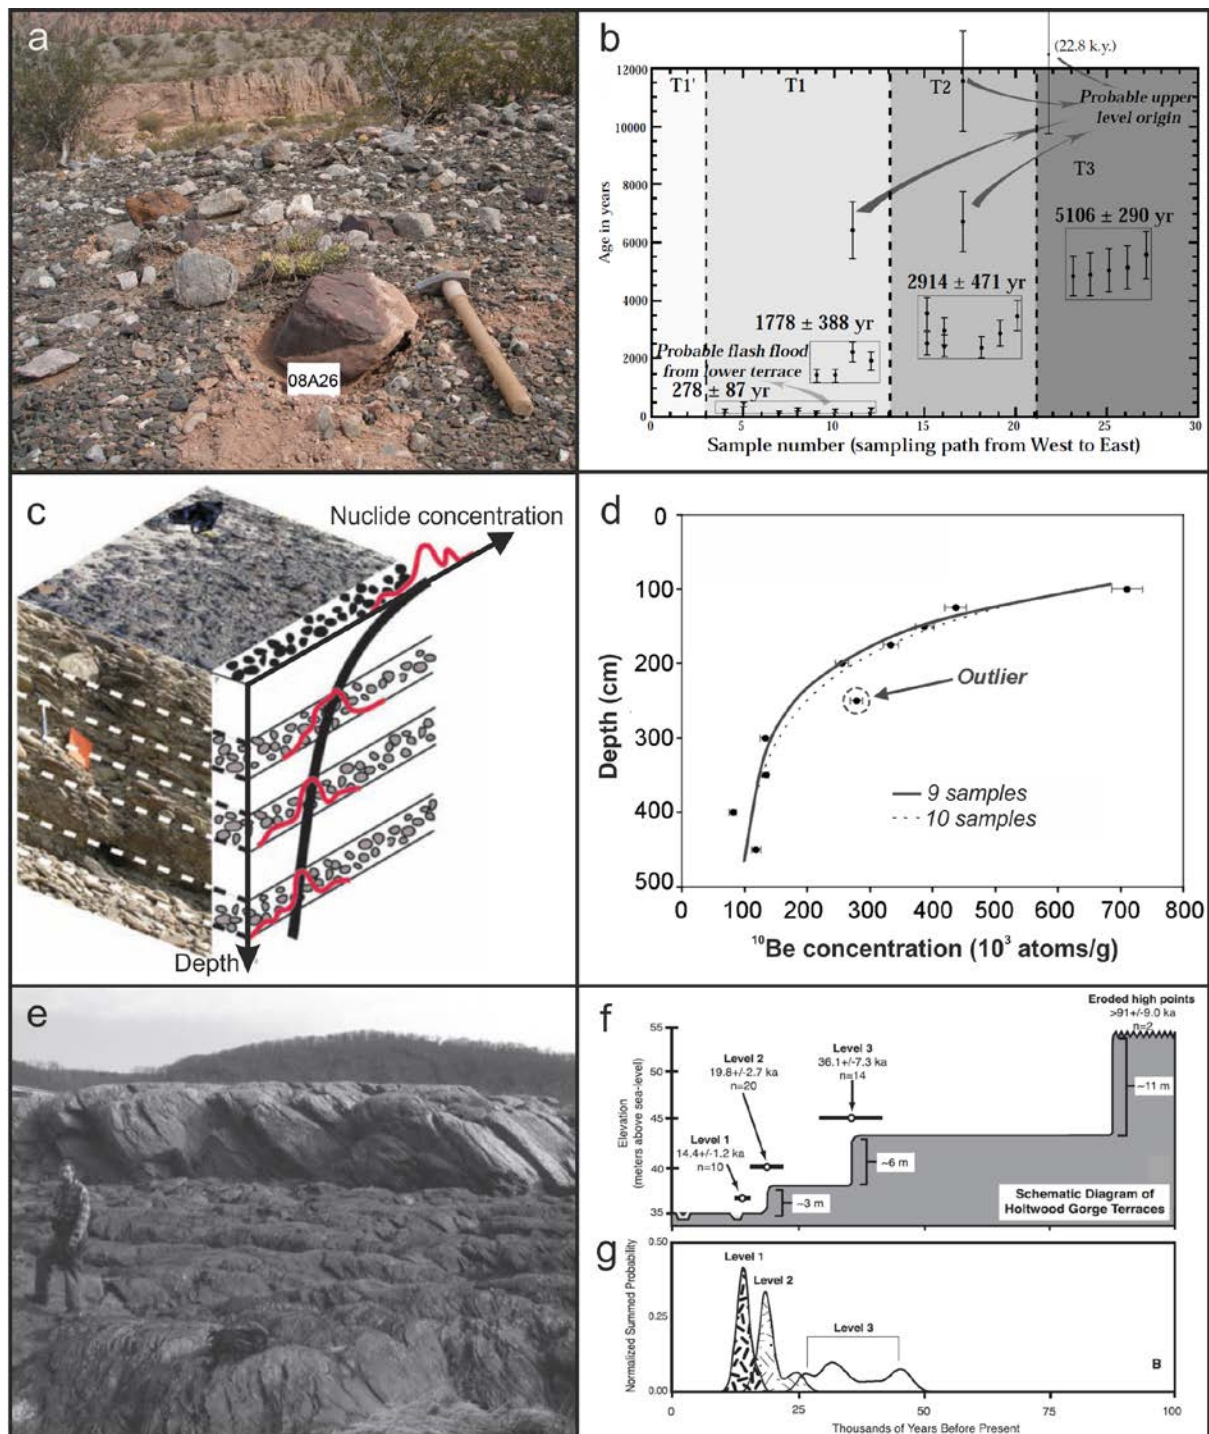 a
08A26
b
(22.8 k.y.)
12000
10000
8000
6000
4000
2000
0
Age in years
T1'
T1
T2
T3
Probable upper
level origin
5106 ± 290 yr
2914 ± 471 yr
1778 ± 388 yr
Probable flash flood
from lower terrace
278 ± 87 yr
0 5 10 15 20 25 30
Sample number (sampling path from West to East)
c
Nuclide concentration
Depth
d
0
100
200
300
400
500
Depth (cm)
Outlier
9 samples
10 samples
0 100 200 300 400 500 600 700 800
¹⁰Be concentration (10³ atoms/g)
e
f
Eroded high points
>91+/-9.0 ka
n=2
55
50
45
40
35
Elevation
(meters above sea-level)
Level 3
36.1+/-7.3 ka
n=14
Level 2
19.8+/-2.7 ka
n=20
Level 1
14.4+/-1.2 ka
n=10
~11 m
~6 m
~3 m
Schematic Diagram of
Holtwood Gorge Terraces
g
0.50
0.25
0.00
Normalized Summed Probability
Level 1
Level 2
Level 3
B
0 25 50 75 100
Thousands of Years Before Present